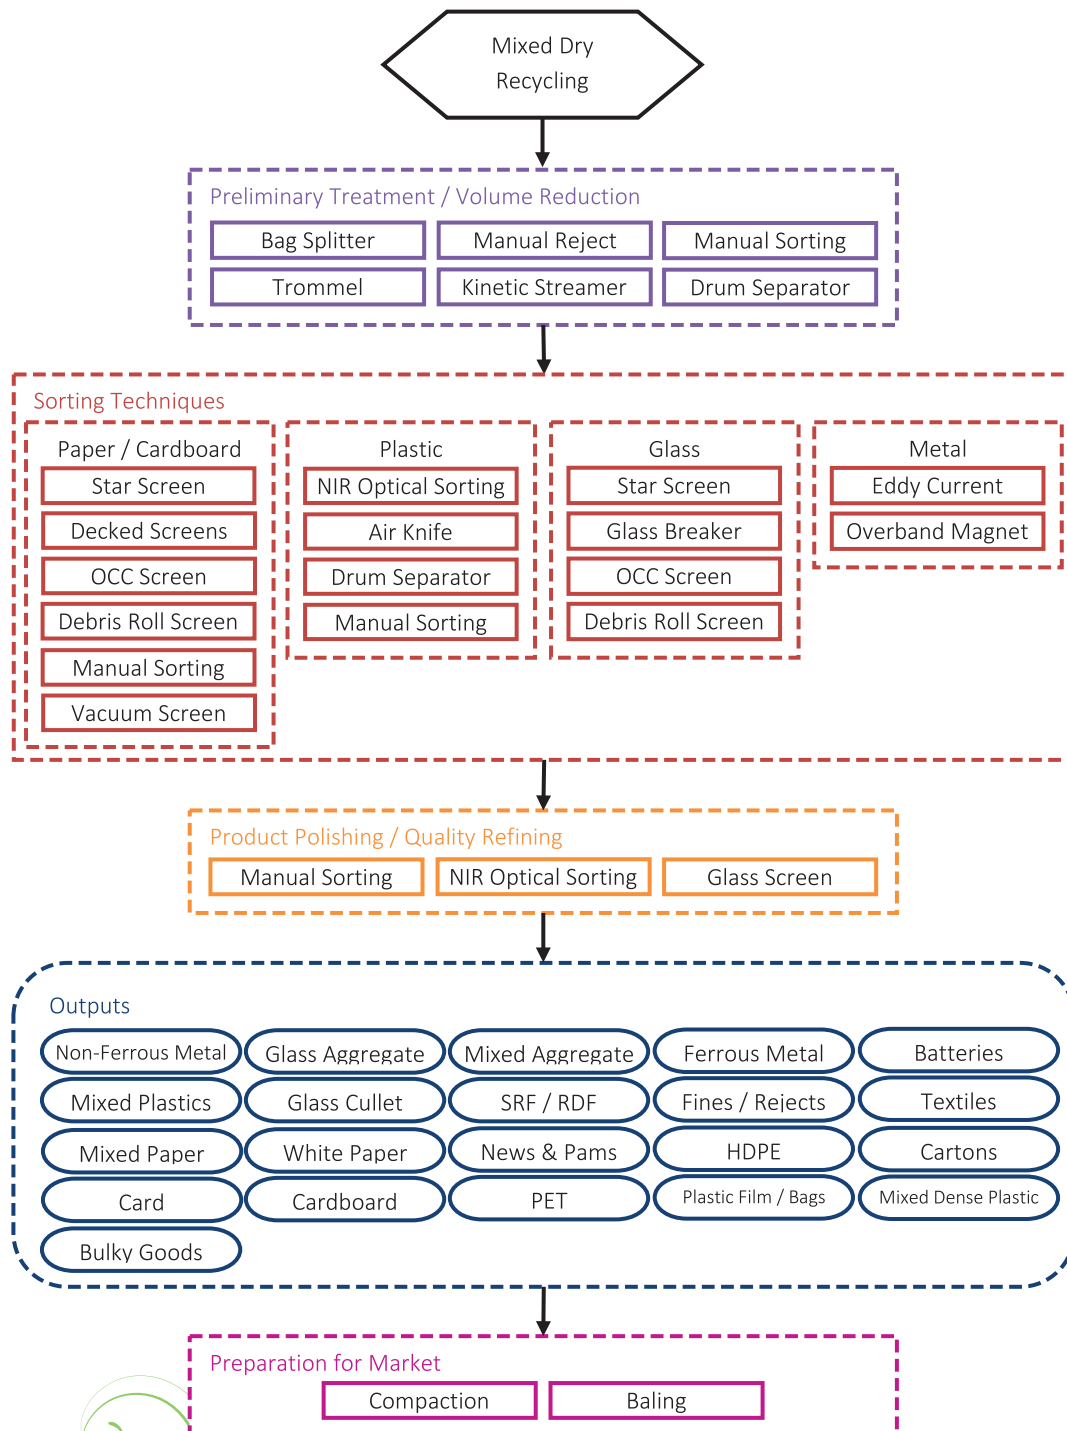 Mixed Dry
Recycling
Preliminary Treatment / Volume Reduction
Bag Splitter
Manual Reject
Manual Sorting
Trommel
Kinetic Streamer
Drum Separator
Sorting Techniques
Paper / Cardboard
Star Screen
Decked Screens
OCC Screen
Debris Roll Screen
Manual Sorting
Vacuum Screen
Plastic
NIR Optical Sorting
Air Knife
Drum Separator
Manual Sorting
Glass
Star Screen
Glass Breaker
OCC Screen
Debris Roll Screen
Metal
Eddy Current
Overband Magnet
Product Polishing / Quality Refining
Manual Sorting
NIR Optical Sorting
Glass Screen
Outputs
Non-Ferrous Metal
Glass Aggregate
Mixed Aggregate
Ferrous Metal
Batteries
Mixed Plastics
Glass Cullet
SRF / RDF
Fines / Rejects
Textiles
Mixed Paper
White Paper
News & Pams
HDPE
Cartons
Card
Cardboard
PET
Plastic Film / Bags
Mixed Dense Plastic
Bulky Goods
Preparation for Market
Compaction
Baling